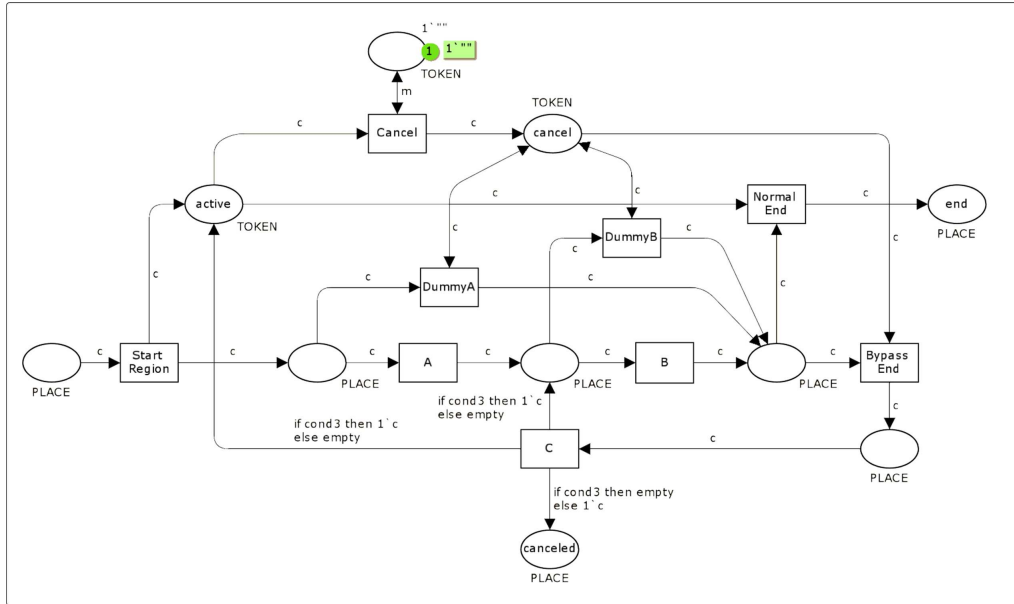 1`""
1 1`""
TOKEN
m
TOKEN
c
Cancel
c
cancel
active
c
c
Normal
End
c
end
TOKEN
c
DummyB
c
PLACE
c
c
c
c
DummyA
c
c
c
c
Start
Region
c
c
A
c
c
B
c
c
Bypass
End
PLACE
PLACE
PLACE
PLACE
if cond3 then 1`c
else empty
c
if cond3 then 1`c
else empty
c
C
PLACE
if cond3 then empty
else 1`c
canceled
PLACE